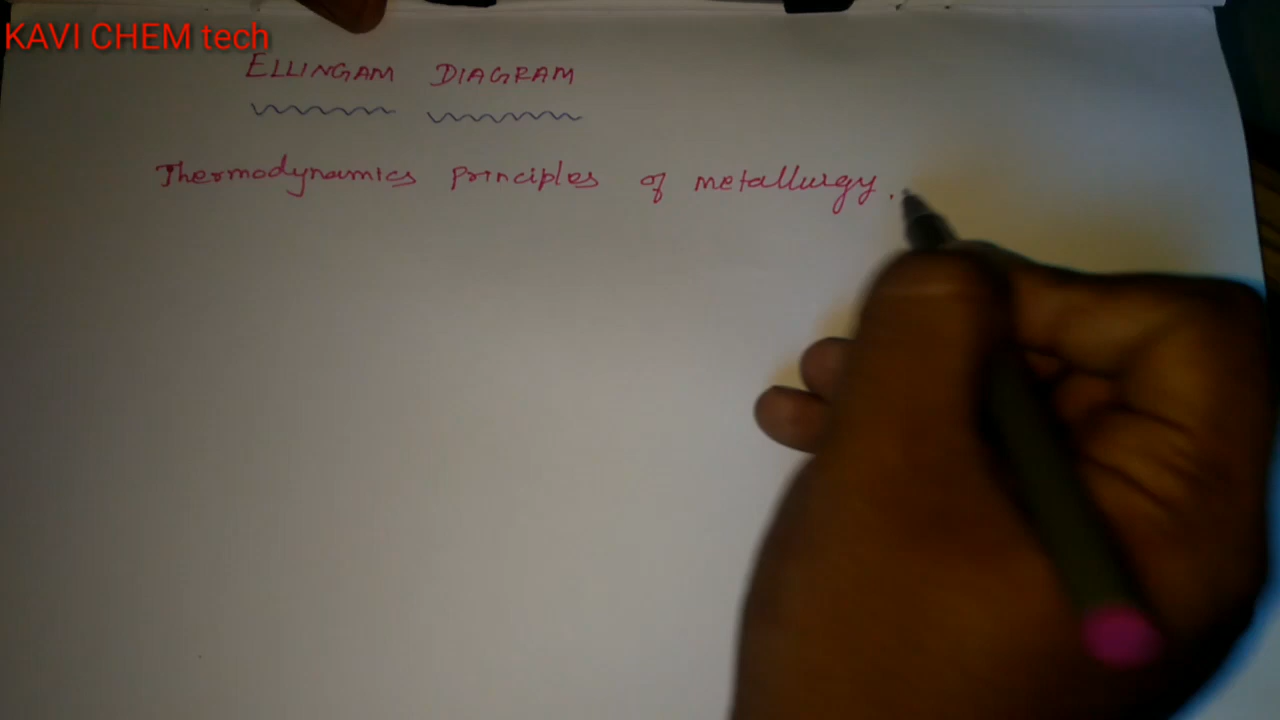 KAVI CHEM tech
ELLINGAM DIAGRAM
Thermodynamics principles of metallurgy.